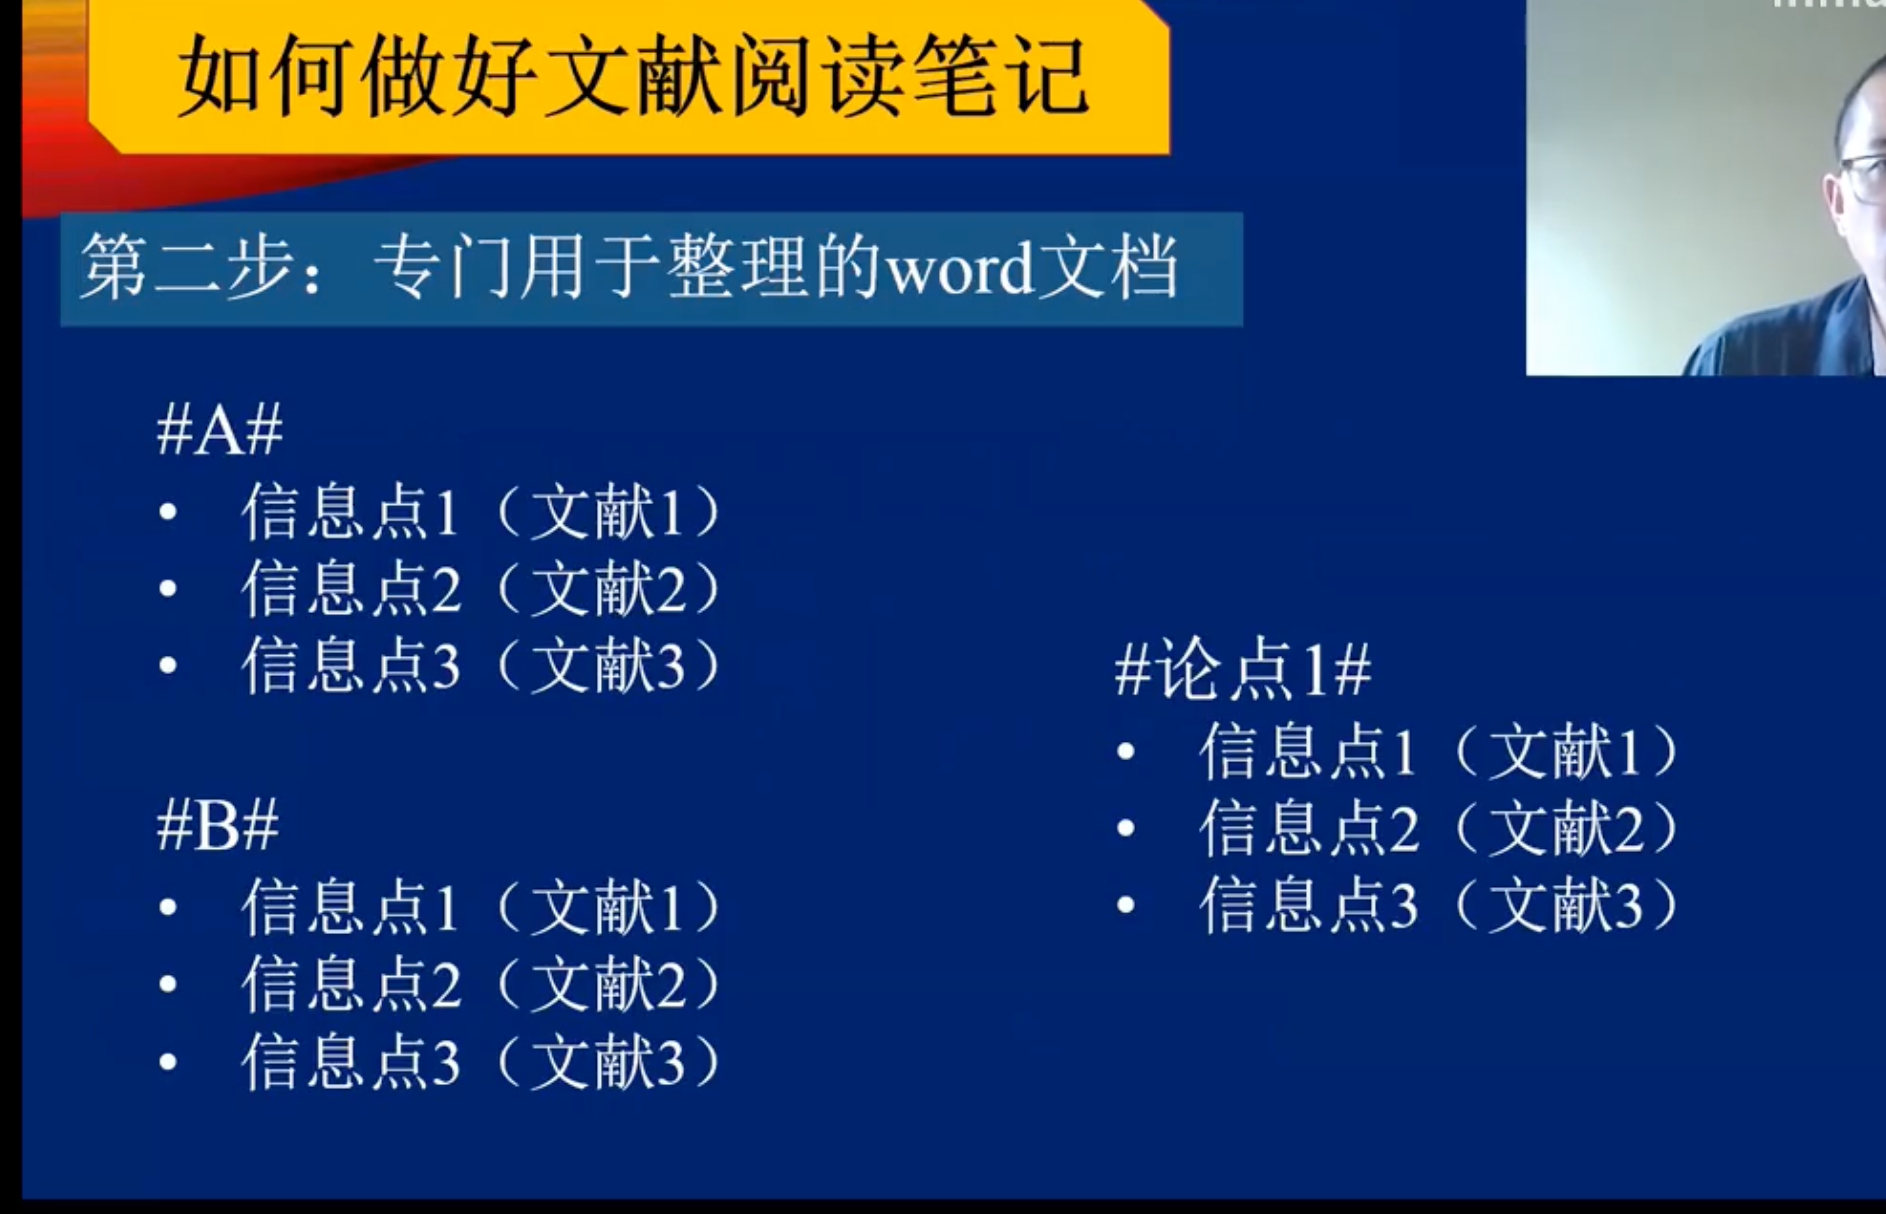 如何做好文献阅读笔记
第二步：专门用于整理的word文档
#A#
• 信息点1（文献1）
• 信息点2（文献2）
• 信息点3（文献3）
#B#
• 信息点1（文献1）
• 信息点2（文献2）
• 信息点3（文献3）
#论点1#
• 信息点1（文献1）
• 信息点2（文献2）
• 信息点3（文献3）